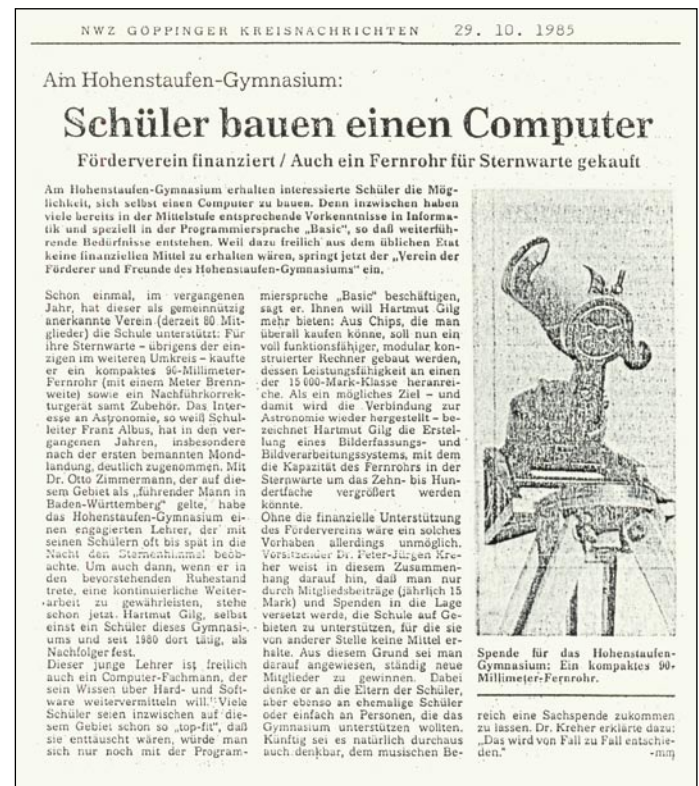 NWZ GÖPPINGER KREISNACHRICHTEN 29. 10. 1985
Am Hohenstaufen-Gymnasium:
Schüler bauen einen Computer
Förderverein finanziert / Auch ein Fernrohr für Sternwarte gekauft
Am Hohenstaufen-Gymnasium erhalten interessierte Schüler die Mög-
lichkeit, sich selbst einen Computer zu bauen. Denn inzwischen haben
viele bereits in der Mittelstufe entsprechende Vorkenntnisse in Informa-
tik und speziell in der Programmiersprache „Basic“, so daß weiterfüh-
rende Bedürfnisse entstehen. Weil dazu freilich aus dem üblichen Etat
keine finanziellen Mittel zu erhalten wären, springt jetzt der „Verein der
Förderer und Freunde des Hohenstaufen-Gymnasiums“ ein.
Schon einmal, im vergangenen
Jahr, hat dieser als gemeinnützig
anerkannte Verein (derzeit 80 Mit-
glieder) die Schule unterstützt: Für
ihre Sternwarte – übrigens der ein-
zigen im weiteren Umkreis – kaufte
er ein kompaktes 90-Millimeter-
Fernrohr (mit einem Meter Brenn-
weite) sowie ein Nachführkorrek-
turgerät samt Zubehör. Das Inter-
esse an Astronomie, so weiß Schul-
leiter Franz Albus, hat in den ver-
gangenen Jahren, insbesondere
nach der ersten bemannten Mond-
landung, deutlich zugenommen. Mit
Dr. Otto Zimmermann, der auf die-
sem Gebiet als „führender Mann in
Baden-Württemberg“ gelte, habe
das Hohenstaufen-Gymnasium ei-
nen engagierten Lehrer, der mit
seinen Schülern oft bis spät in die
Nacht den Sternenhimmel beob-
achte. Um auch dann, wenn er in
den bevorstehenden Ruhestand
trete, eine kontinuierliche Weiter-
arbeit zu gewährleisten, stehe
schon jetzt Hartmut Gilg, selbst
einst ein Schüler dieses Gymnasi-
ums und seit 1980 dort tätig, als
Nachfolger fest.
Dieser junge Lehrer ist freilich
auch ein Computer-Fachmann, der
sein Wissen über Hard- und Soft-
ware weitervermitteln will. Viele
Schüler seien inzwischen auf die-
sem Gebiet schon so „top-fit“, daß
sie enttäuscht wären, würde man
sich nur noch mit der Program-
miersprache „Basic“ beschäftigen,
sagt er. Ihnen will Hartmut Gilg
mehr bieten: Aus Chips, die man
überall kaufen könne, soll nun ein
voll funktionsfähiger, modular kon-
struierter Rechner gebaut werden,
dessen Leistungsfähigkeit an einen
der 15 000-Mark-Klasse heranrei-
che. Als ein mögliches Ziel – und
damit wird die Verbindung zur
Astronomie wieder hergestellt – be-
zeichnet Hartmut Gilg die Erstel-
lung eines Bilderfassungs- und
Bildverarbeitungssystems, mit dem
die Kapazität des Fernrohrs in der
Sternwarte um das Zehn- bis Hun-
dertfache vergrößert werden
könnte.
Ohne die finanzielle Unterstützung
des Fördervereins wäre ein solches
Vorhaben allerdings unmöglich.
Vorsitzender Dr. Peter-Jürgen Kre-
her weist in diesem Zusammen-
hang darauf hin, daß man nur
durch Mitgliedsbeiträge (jährlich 15
Mark) und Spenden in die Lage
versetzt werde, die Schule auf Ge-
bieten zu unterstützen, für die sie
von anderer Stelle keine Mittel er-
halte. Aus diesem Grund sei man
darauf angewiesen, ständig neue
Mitglieder zu gewinnen. Dabei
denke er an die Eltern der Schüler,
aber ebenso an ehemalige Schüler
oder einfach an Personen, die das
Gymnasium unterstützen wollten.
Künftig sei es natürlich durchaus
auch denkbar, dem musischen Be-
Spende für das Hohenstaufen-
Gymnasium: Ein kompaktes 90-
Millimeter-Fernrohr.
reich eine Sachspende zukommen
zu lassen. Dr. Kreher erklärte dazu:
„Das wird von Fall zu Fall entschie-
den.“ -mm